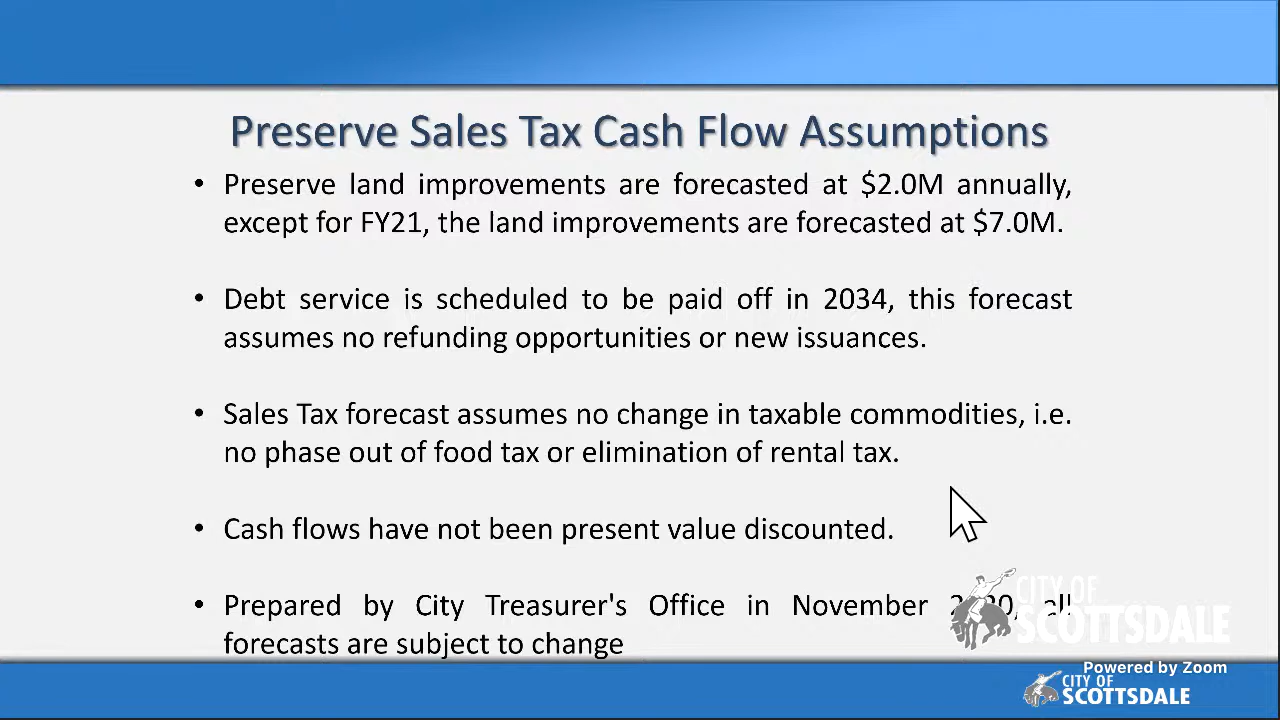 Preserve Sales Tax Cash Flow Assumptions
• Preserve land improvements are forecasted at $2.0M annually,
except for FY21, the land improvements are forecasted at $7.0M.
• Debt service is scheduled to be paid off in 2034, this forecast
assumes no refunding opportunities or new issuances.
• Sales Tax forecast assumes no change in taxable commodities, i.e.
no phase out of food tax or elimination of rental tax.
• Cash flows have not been present value discounted.
• Prepared by City Treasurer's Office in November 2020, all
forecasts are subject to change
CITY OF
SCOTTSDALE
Powered by Zoom
CITY OF
SCOTTSDALE